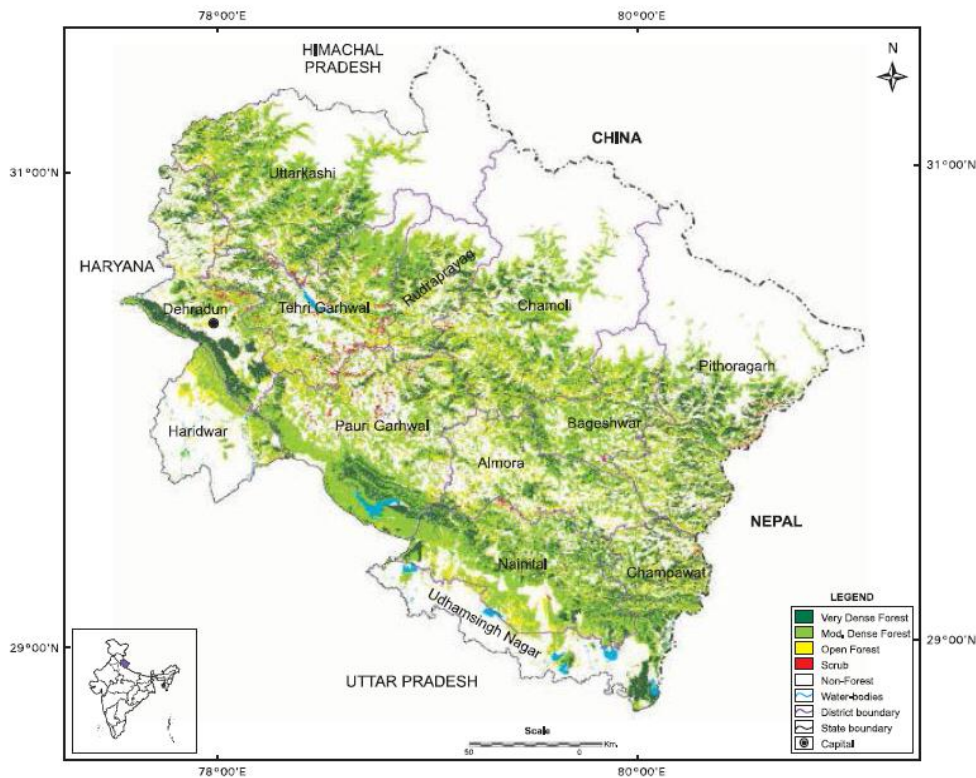 78°00'E
80°00'E
HIMACHAL
PRADESH
N
CHINA
31°00'N
31°00'N
Uttarkashi
HARYANA
Rudraprayag
Dehradun
Tehri Garhwal
Chamoli
Pithoragarh
Haridwar
Pauri Garhwal
Bageshwar
Almora
NEPAL
Nainital
Champawat
Udhamsingh Nagar
29°00'N
29°00'N
UTTAR PRADESH
LEGEND
Very Dense Forest
Mod. Dense Forest
Open Forest
Scrub
Non-Forest
Water-bodies
District boundary
State boundary
Capital
Scale
50 0 Km.
78°00'E
80°00'E